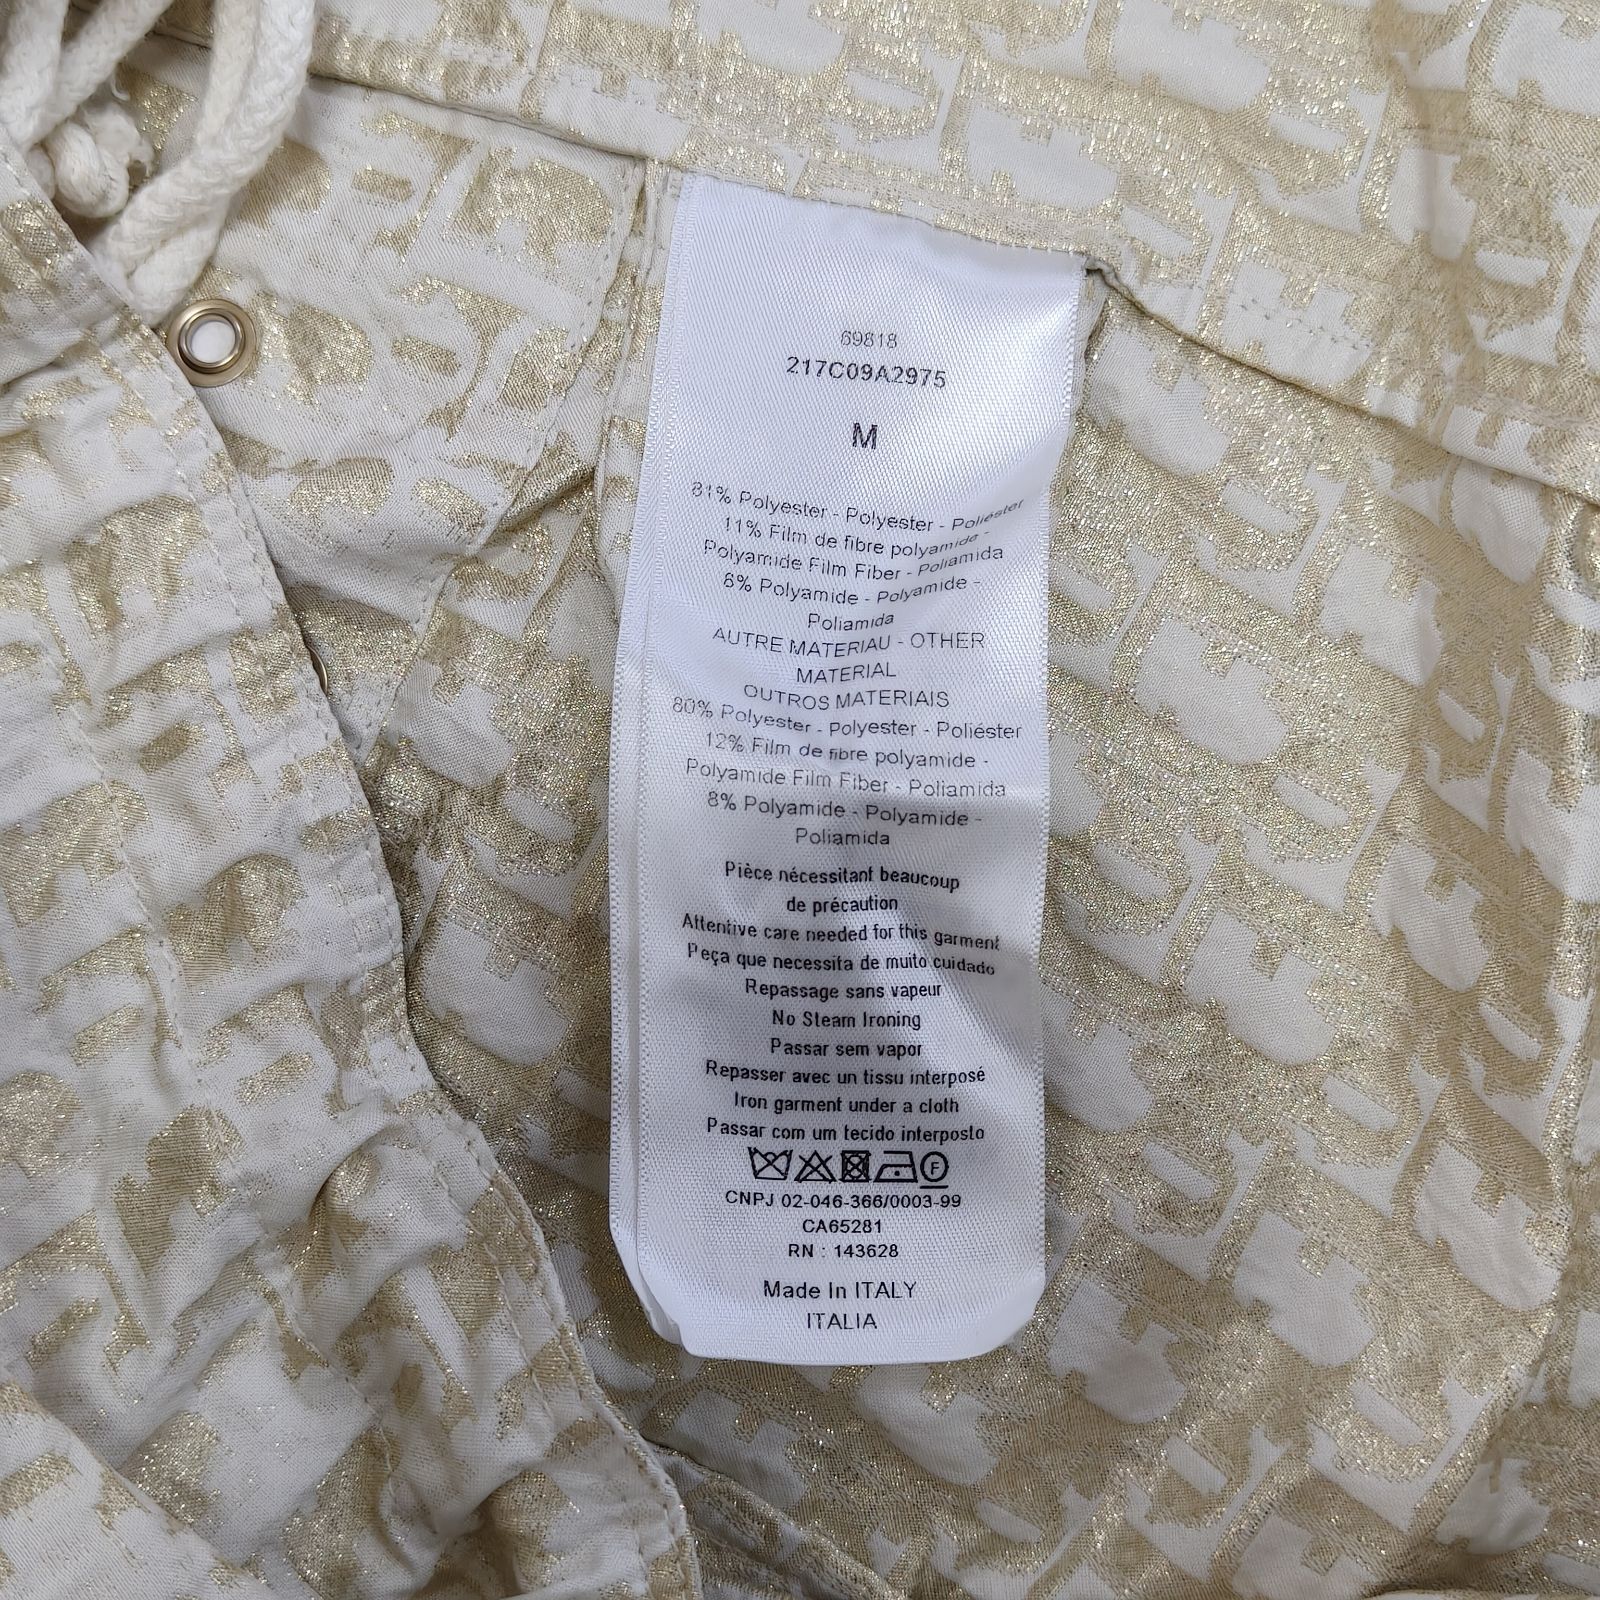 69818
217C09A2975
M
81% Polyester - Polyester - Poliéster
11% Film de fibre polyamide -
Polyamide Film Fiber - Poliamida
8% Polyamide - Polyamide -
Poliamida
AUTRE MATERIAU - OTHER
MATERIAL
OUTROS MATERIAIS
80% Polyester - Polyester - Poliéster
12% Film de fibre polyamide -
Polyamide Film Fiber - Poliamida
8% Polyamide - Polyamide -
Poliamida
Pièce nécessitant beaucoup
de précaution
Attentive care needed for this garment
Peça que necessita de muito cuidado
Repassage sans vapeur
No Steam Ironing
Passar sem vapor
Repasser avec un tissu interposé
Iron garment under a cloth
Passar com um tecido interposto
F
CNPJ 02-046-366/0003-99
CA65281
RN : 143628
Made In ITALY
ITALIA